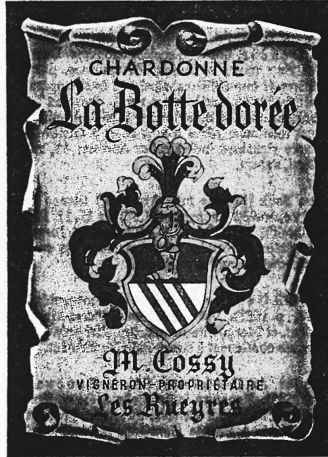 CHARDONNE
La Botte dorée
M. Cossy
VIGNERON-PROPRIÉTAIRE
Les Rueyres